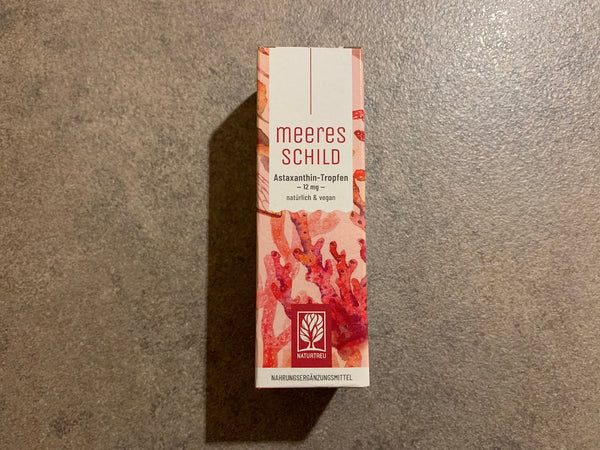 meeres
SCHILD
Astaxanthin-Tropfen
– 12 mg –
natürlich & vegan
NATURTREU
NAHRUNGSERGÄNZUNGSMITTEL